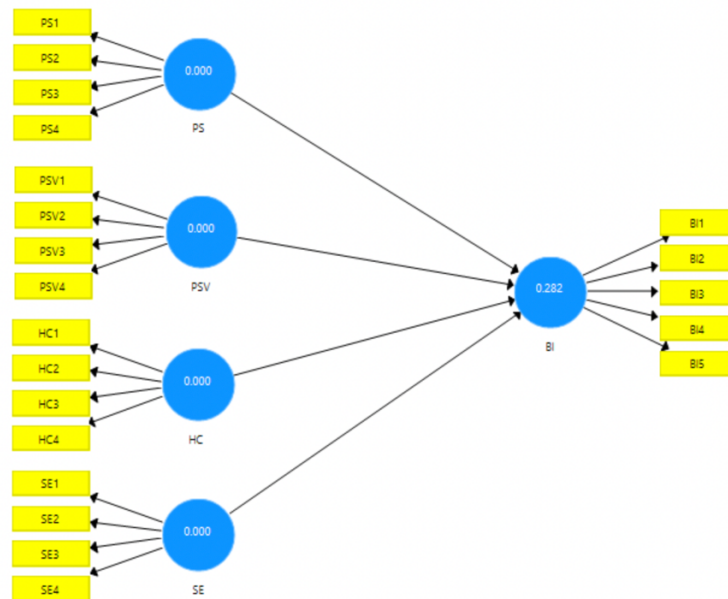 PS1
PS2
PS3
PS4
0.000
PS
PSV1
PSV2
PSV3
PSV4
0.000
PSV
HC1
HC2
HC3
HC4
0.000
HC
SE1
SE2
SE3
SE4
0.000
SE
0.282
BI
BI1
BI2
BI3
BI4
BI5